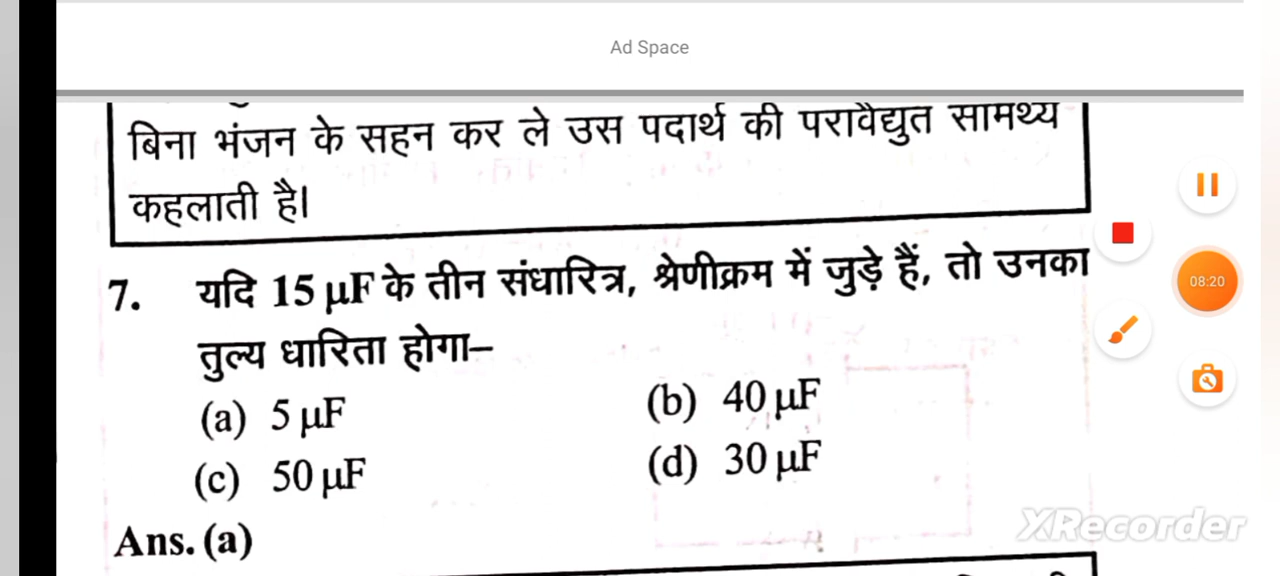 Ad Space
बिना भंजन के सहन कर ले उस पदार्थ की परावैद्युत सामर्थ्य
कहलाती है।
08:20
7. यदि 15 μF के तीन संधारित्र, श्रेणीक्रम में जुड़े हैं, तो उनका
तुल्य धारिता होगा–
(a) 5 μF (b) 40 μF
(c) 50 μF (d) 30 μF
XRecorder
Ans. (a)